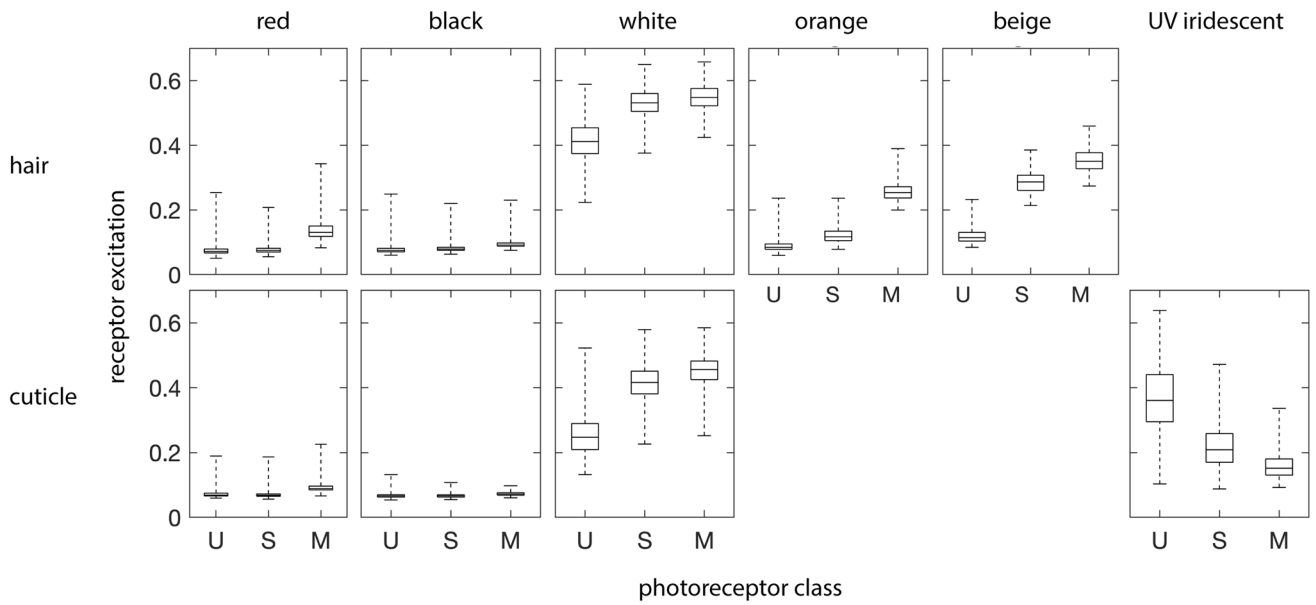 red black white orange beige UV iridescent
0.6
0.4
0.2
0
hair
receptor excitation
U S M U S M
0.6
0.4
0.2
0
cuticle
U S M U S M U S M U S M
photoreceptor class